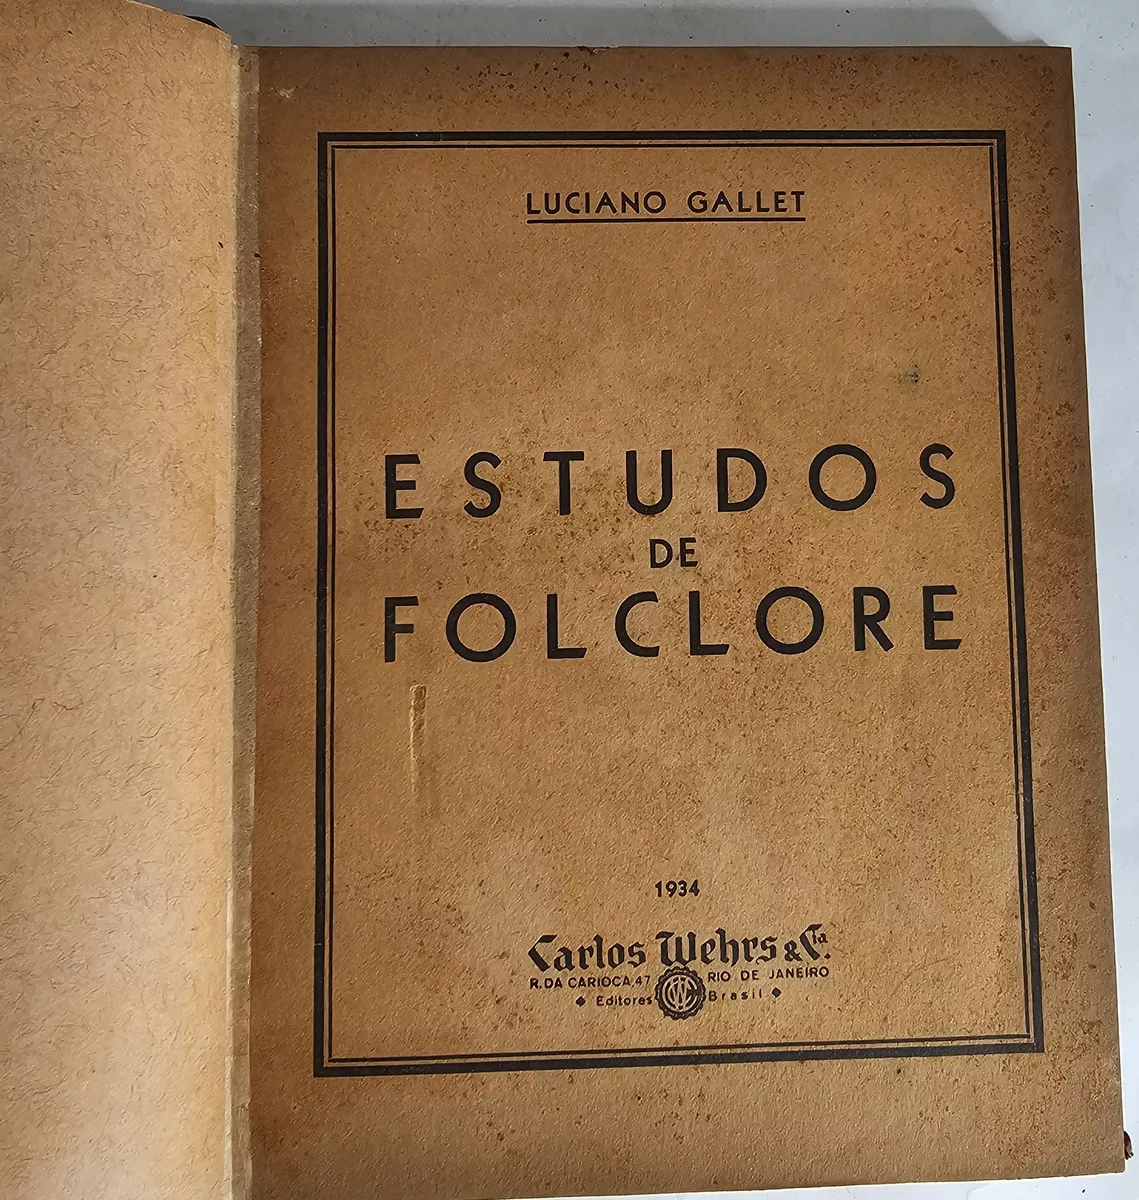 LUCIANO GALLET
ESTUDOS
DE
FOLCLORE
1934
Carlos Wehrs & Cia.
R. DA CARIOCA, 47 RIO DE JANEIRO
Editores Brasil